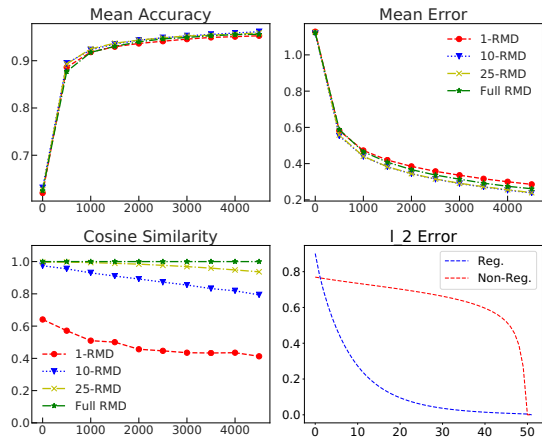 Mean Accuracy
0.9
0.8
0.7
0 1000 2000 3000 4000
Mean Error
1.2
1.0
0.8
0.6
0.4
0.2
0 1000 2000 3000 4000
1-RMD
10-RMD
25-RMD
Full RMD
Cosine Similarity
1.0
0.8
0.6
0.4
0.2
0.0
0 1000 2000 3000 4000
1-RMD
10-RMD
25-RMD
Full RMD
l_2 Error
0.8
0.6
0.4
0.2
0.0
0 10 20 30 40 50
Reg.
Non-Reg.